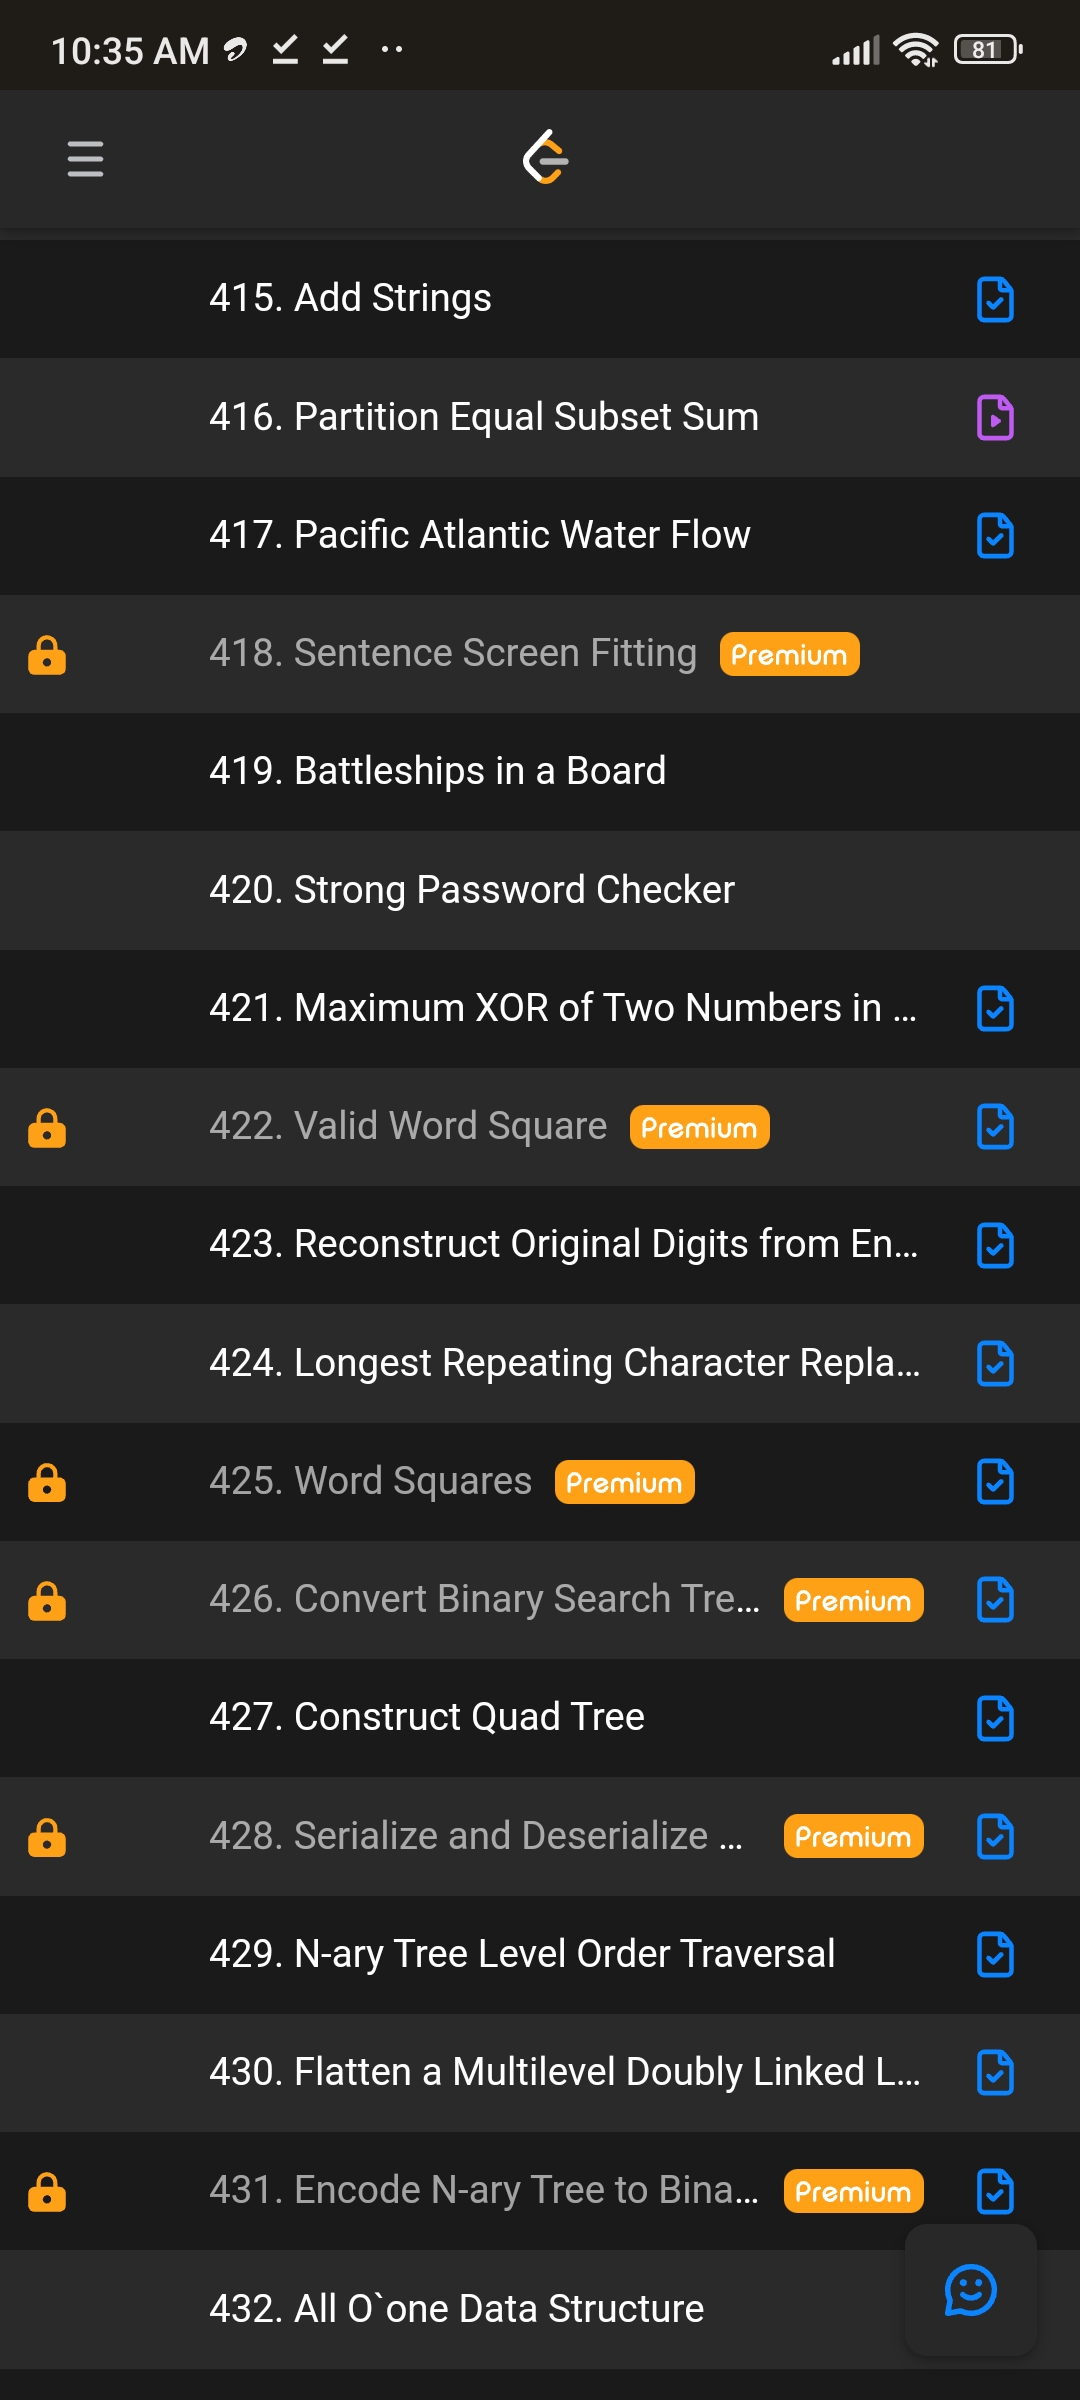 10:35 AM 81
415. Add Strings
416. Partition Equal Subset Sum
417. Pacific Atlantic Water Flow
418. Sentence Screen Fitting Premium
419. Battleships in a Board
420. Strong Password Checker
421. Maximum XOR of Two Numbers in ...
422. Valid Word Square Premium
423. Reconstruct Original Digits from En...
424. Longest Repeating Character Repla...
425. Word Squares Premium
426. Convert Binary Search Tre... Premium
427. Construct Quad Tree
428. Serialize and Deserialize ... Premium
429. N-ary Tree Level Order Traversal
430. Flatten a Multilevel Doubly Linked L...
431. Encode N-ary Tree to Bina... Premium
432. All O`one Data Structure